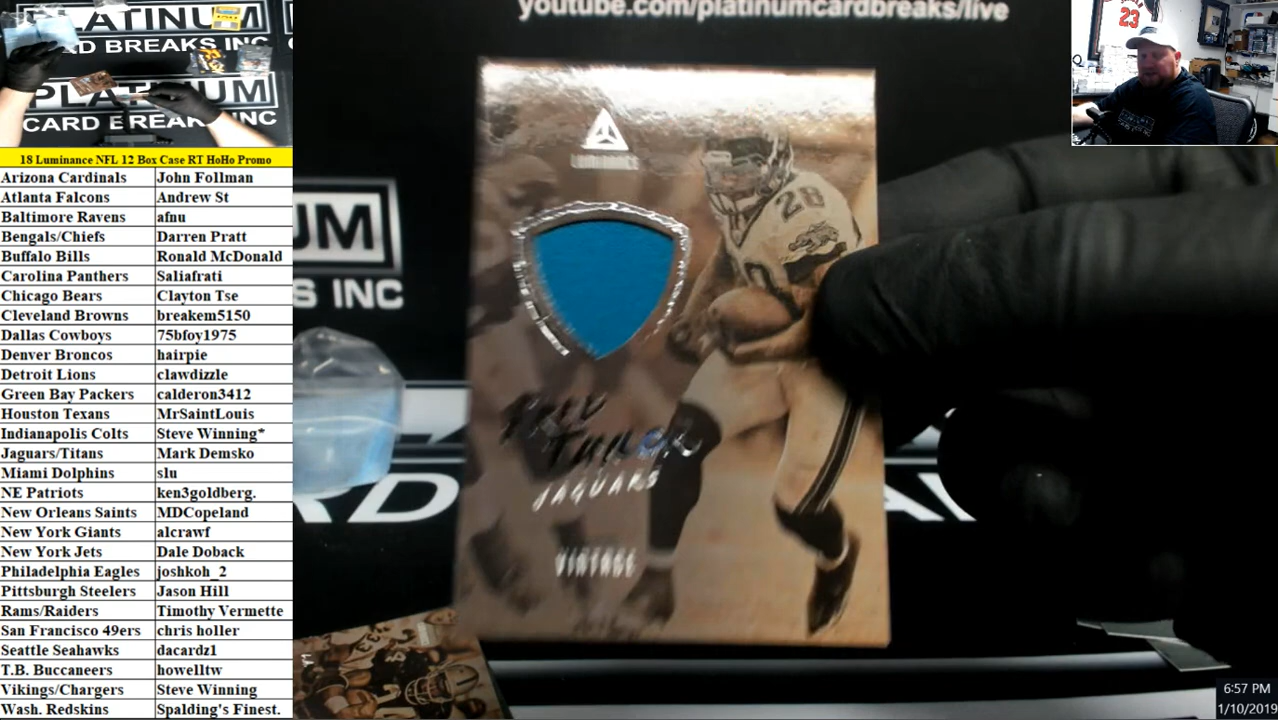 PLATINUM
CARD BREAKS INC
PLATINUM
CARD BREAKS INC
youtube.com/platinumcardbreaks/live
23
18 Luminance NFL 12 Box Case RT HoHo Promo
Arizona Cardinals John Follman
Atlanta Falcons Andrew St
Baltimore Ravens afnu
Bengals/Chiefs Darren Pratt
Buffalo Bills Ronald McDonald
Carolina Panthers Saliafrati
Chicago Bears Clayton Tse
Cleveland Browns breakem5150
Dallas Cowboys 75bfoy1975
Denver Broncos hairpie
Detroit Lions clawdizzle
Green Bay Packers calderon3412
Houston Texans MrSaintLouis
Indianapolis Colts Steve Winning*
Jaguars/Titans Mark Demsko
Miami Dolphins slu
NE Patriots ken3goldberg.
New Orleans Saints MDCopeland
New York Giants alcrawf
New York Jets Dale Doback
Philadelphia Eagles joshkoh_2
Pittsburgh Steelers Jason Hill
Rams/Raiders Timothy Vermette
San Francisco 49ers chris holler
Seattle Seahawks dacardz1
T.B. Buccaneers howelltw
Vikings/Chargers Steve Winning
Wash. Redskins Spalding's Finest.
LUMINANCE
28
FRED
TAYLOR
JAGUARS
VINTAGE
UM
S INC
6:57 PM
1/10/2019